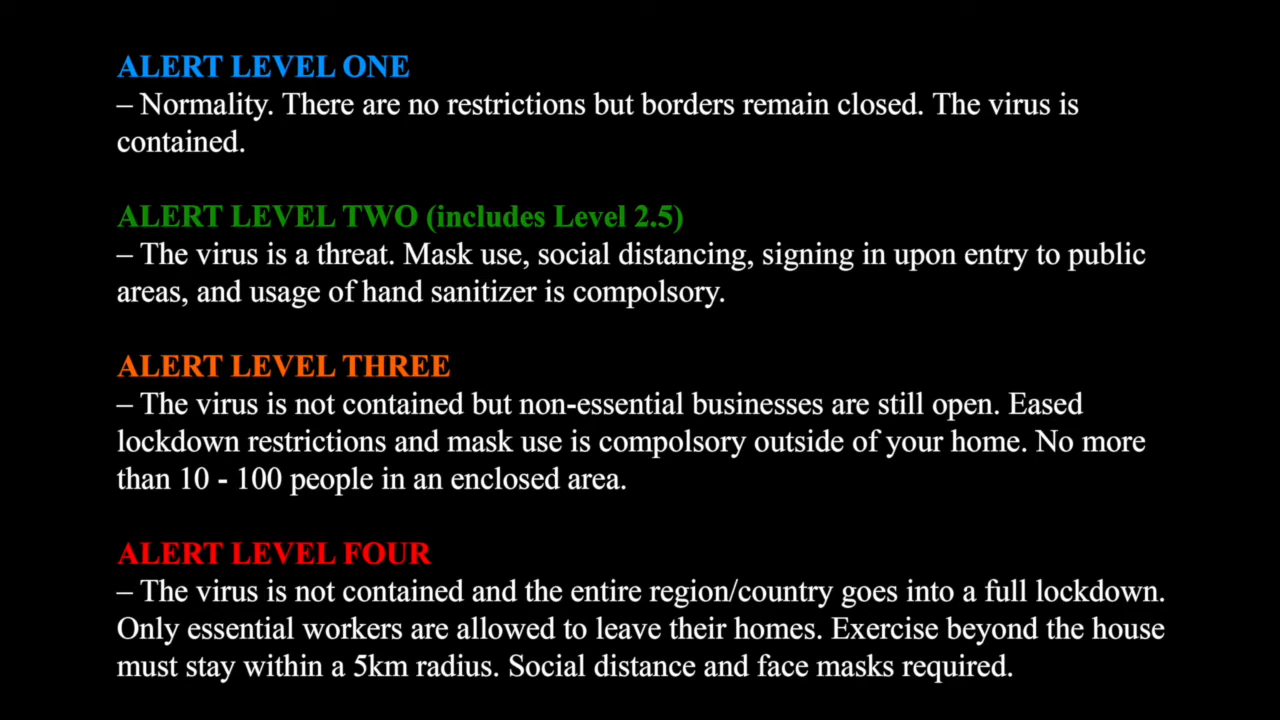 ALERT LEVEL ONE
– Normality. There are no restrictions but borders remain closed. The virus is
contained.
ALERT LEVEL TWO (includes Level 2.5)
– The virus is a threat. Mask use, social distancing, signing in upon entry to public
areas, and usage of hand sanitizer is compolsory.
ALERT LEVEL THREE
– The virus is not contained but non-essential businesses are still open. Eased
lockdown restrictions and mask use is compolsory outside of your home. No more
than 10 - 100 people in an enclosed area.
ALERT LEVEL FOUR
– The virus is not contained and the entire region/country goes into a full lockdown.
Only essential workers are allowed to leave their homes. Exercise beyond the house
must stay within a 5km radius. Social distance and face masks required.